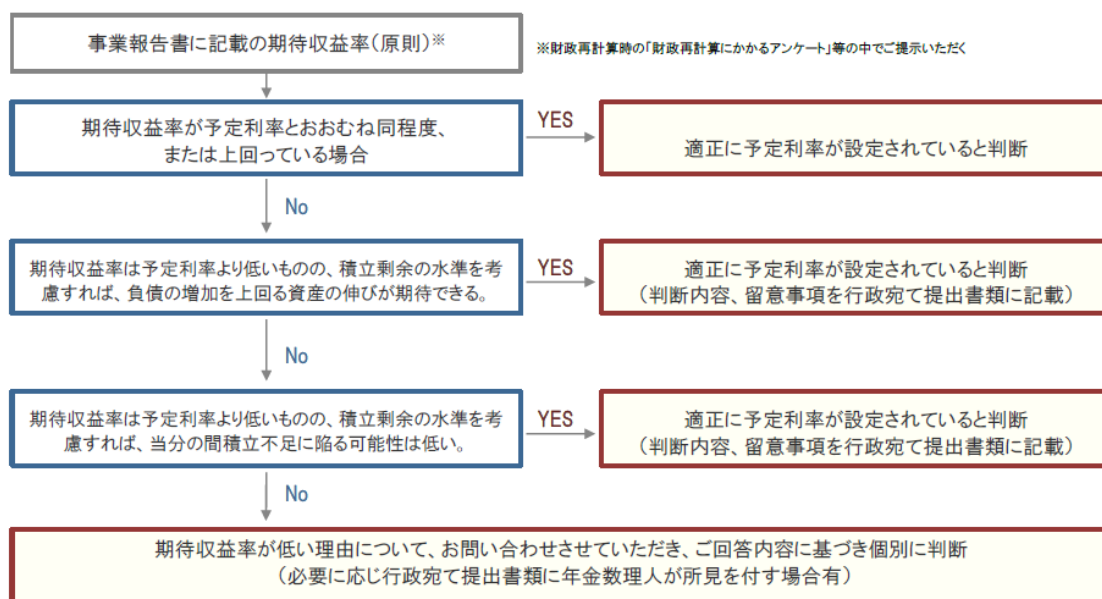 事業報告書に記載の期待収益率(原則)※
※財政再計算時の「財政再計算にかかるアンケート」等の中でご提示いただく
期待収益率が予定利率とおおむね同程度、
または上回っている場合
YES
適正に予定利率が設定されていると判断
No
期待収益率は予定利率より低いものの、積立剰余の水準を考
慮すれば、負債の増加を上回る資産の伸びが期待できる。
YES
適正に予定利率が設定されていると判断
(判断内容、留意事項を行政宛て提出書類に記載)
No
期待収益率は予定利率より低いものの、積立剰余の水準を考
慮すれば、当分の間積立不足に陥る可能性は低い。
YES
適正に予定利率が設定されていると判断
(判断内容、留意事項を行政宛て提出書類に記載)
No
期待収益率が低い理由について、お問い合わせさせていただき、ご回答内容に基づき個別に判断
(必要に応じ行政宛て提出書類に年金数理人が所見を付す場合有)